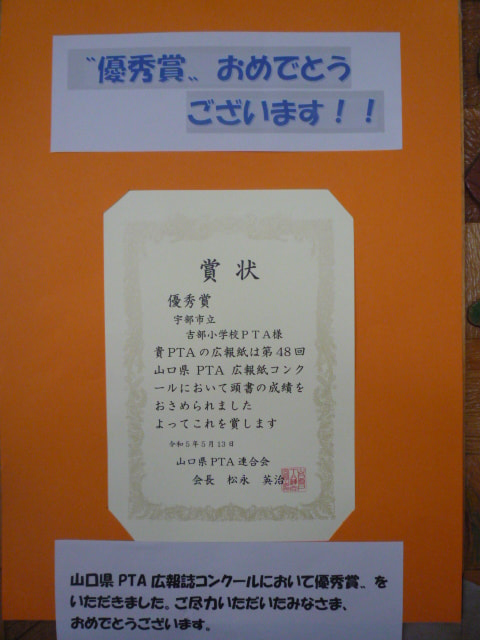 〝優秀賞〟おめでとう
ございます！！
賞状
優秀賞
宇部市立
吉部小学校ＰＴＡ様
貴PTAの広報紙は第48回
山口県 PTA 広報紙コンク
ールにおいて頭書の成績を
おさめられました
よってこれを賞します
令和5年5月13日
山口県PTA連合会
会長 松永 英治
山口県 PTA 広報誌コンクールにおいて優秀賞〟を
いただきました。ご尽力いただいたみなさま、
おめでとうございます。